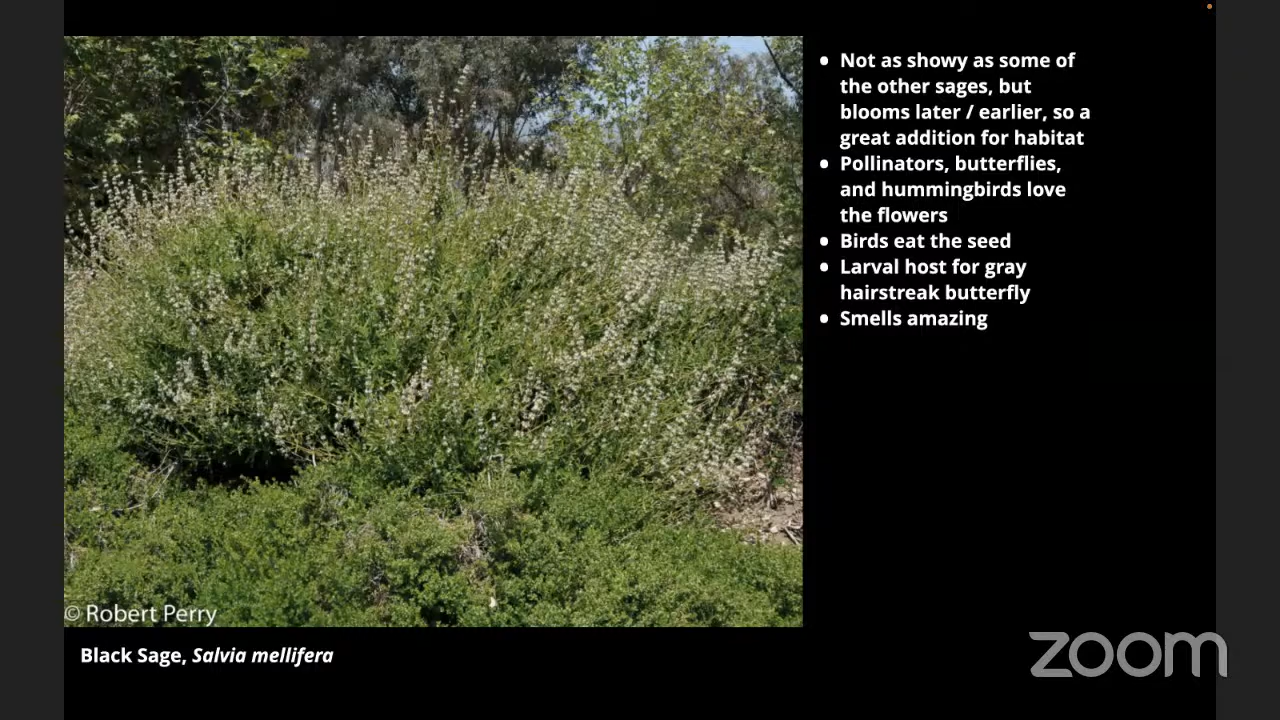 • Not as showy as some of
the other sages, but
blooms later / earlier, so a
great addition for habitat
• Pollinators, butterflies,
and hummingbirds love
the flowers
• Birds eat the seed
• Larval host for gray
hairstreak butterfly
• Smells amazing
© Robert Perry
Black Sage, Salvia mellifera
zoom